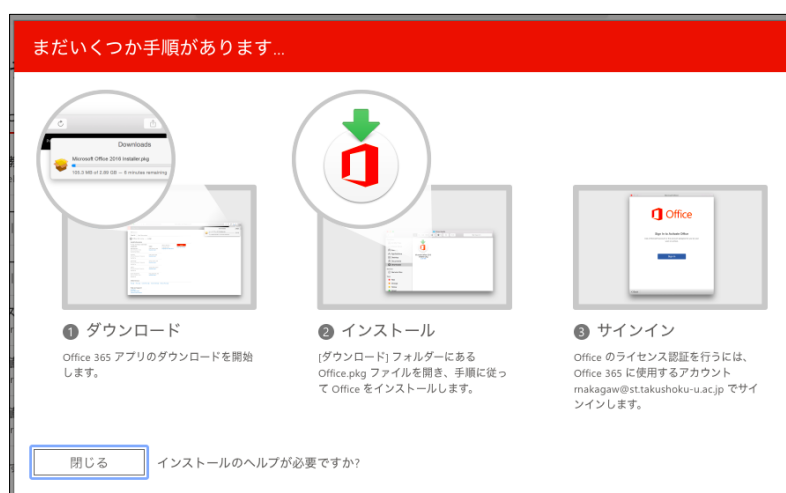 まだいくつか手順があります...
Downloads
Microsoft Office 2016 Installer.pkg
Office
Sign In to Activate Office
❶ ダウンロード
Office 365 アプリのダウンロードを開始
します。
❷ インストール
[ダウンロード] フォルダーにある
Office.pkg ファイルを開き、手順に従っ
て Office をインストールします。
❸ サインイン
Office のライセンス認証を行うには、
Office 365 に使用するアカウント
rnakagaw@st.takushoku-u.ac.jp でサイ
ンインします。
閉じる
インストールのヘルプが必要ですか?